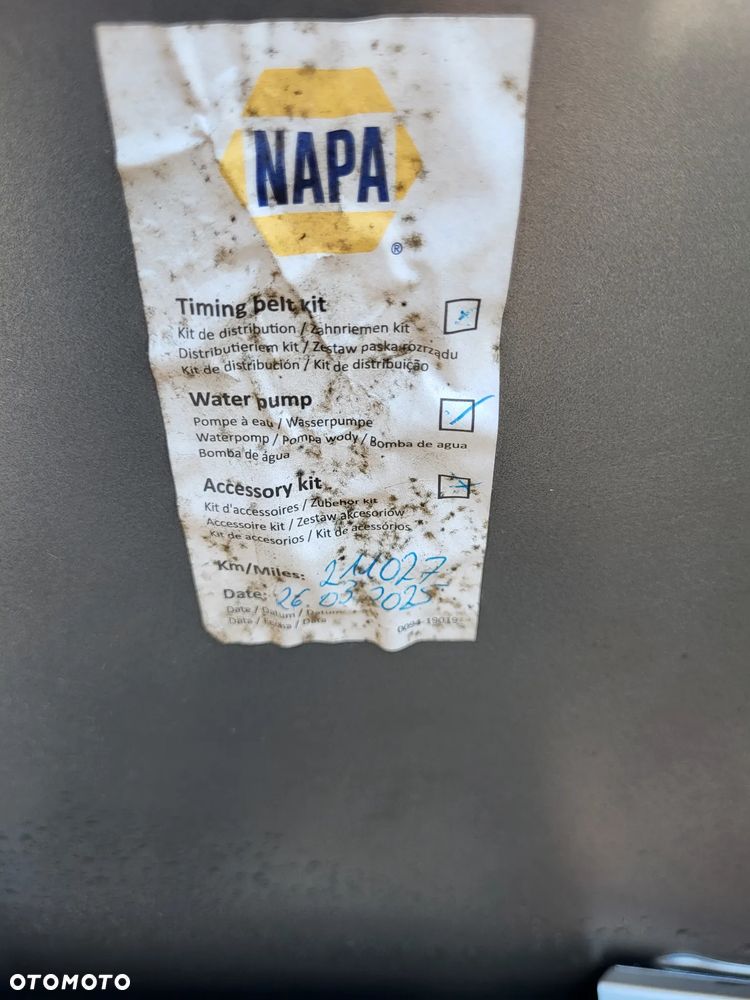 NAPA
®
Timing belt kit
Kit de distribution / Zahnriemen kit
Distributieriem kit / Zestaw paska rozrządu
Kit de distribución / Kit de distribuição
Water pump
Pompe à eau / Wasserpumpe
Waterpomp / Pompa wody / Bomba de agua
Bomba de água
Accessory kit
Kit d'accessoires / Zubehör kit
Accessoire kit / Zestaw akcesoriów
Kit de accesorios / Kit de acessórios
Km/Miles: 211027
Date: 26.03.2025
Date / Datum / Datum
Data / Fecha / Data
0094-19019
OTOMOTO